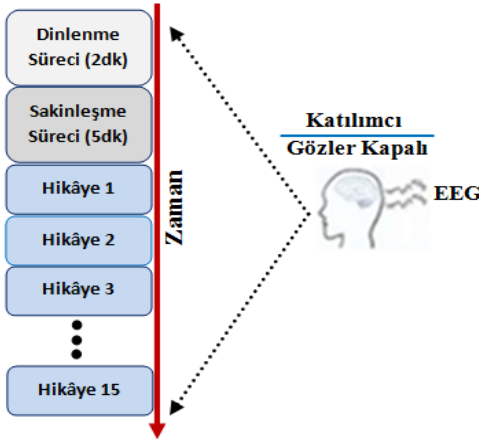 Dinlenme
Süreci (2dk)
Sakinleşme
Süreci (5dk)
Hikâye 1
Hikâye 2
Hikâye 3
Hikâye 15
Zaman
Katılımcı
Gözler Kapalı
EEG